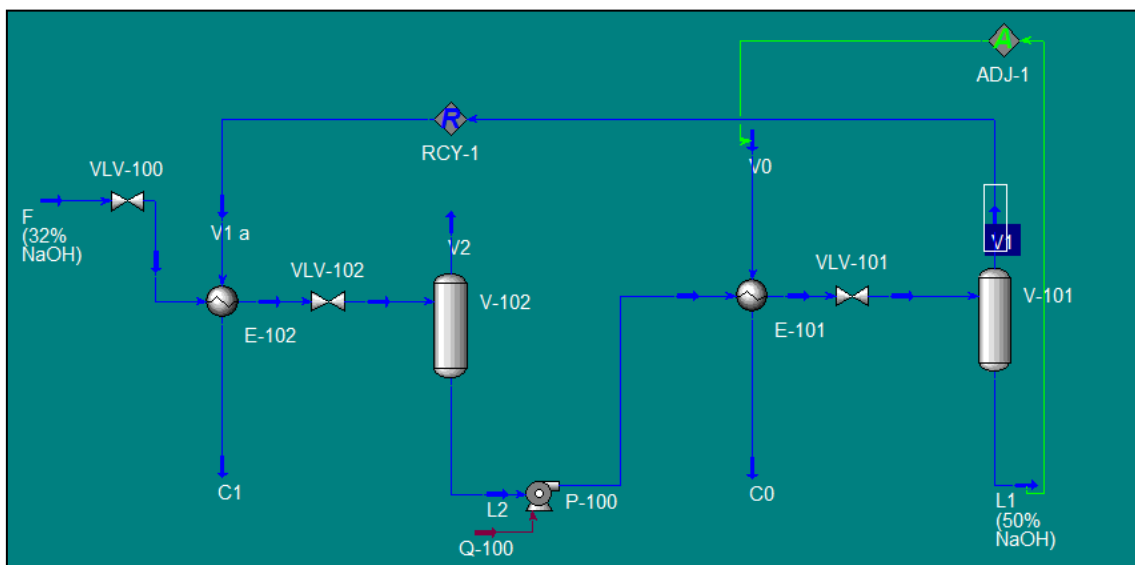 A
ADJ-1
R
RCY-1
VLV-100
V0
F
(32%
NaOH)
V1 a
V2
V1
VLV-102
VLV-101
V-102
V-101
E-102
E-101
C1
L2
P-100
C0
L1
(50%
NaOH)
Q-100